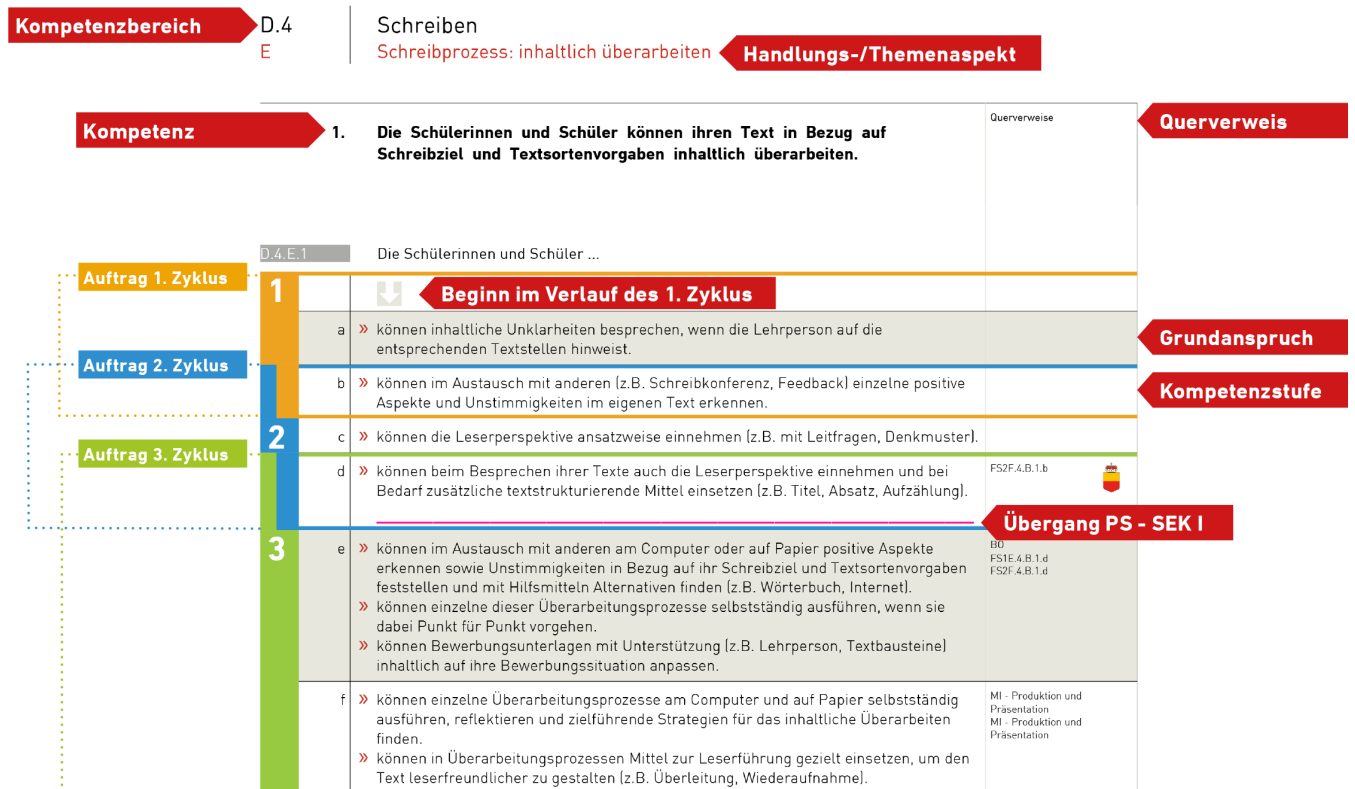 Kompetenzbereich
D.4
Schreiben
E
Schreibprozess: inhaltlich überarbeiten
Handlungs-/Themenaspekt
Kompetenz
1.
Die Schülerinnen und Schüler können ihren Text in Bezug auf
Schreibziel und Textsortenvorgaben inhaltlich überarbeiten.
Querverweise
Querverweis
D.4.E.1
Die Schülerinnen und Schüler ...
Auftrag 1. Zyklus
1
Beginn im Verlauf des 1. Zyklus
a
» können inhaltliche Unklarheiten besprechen, wenn die Lehrperson auf die
entsprechenden Textstellen hinweist.
Grundanspruch
Auftrag 2. Zyklus
b
» können im Austausch mit anderen (z.B. Schreibkonferenz, Feedback) einzelne positive
Aspekte und Unstimmigkeiten im eigenen Text erkennen.
Kompetenzstufe
2
c
» können die Leserperspektive ansatzweise einnehmen (z.B. mit Leitfragen, Denkmuster).
Auftrag 3. Zyklus
d
» können beim Besprechen ihrer Texte auch die Leserperspektive einnehmen und bei
Bedarf zusätzliche textstrukturierende Mittel einsetzen (z.B. Titel, Absatz, Aufzählung).
FS2F.4.B.1.b
Übergang PS - SEK I
3
e
» können im Austausch mit anderen am Computer oder auf Papier positive Aspekte
erkennen sowie Unstimmigkeiten in Bezug auf ihr Schreibziel und Textsortenvorgaben
feststellen und mit Hilfsmitteln Alternativen finden (z.B. Wörterbuch, Internet).
» können einzelne dieser Überarbeitungsprozesse selbstständig ausführen, wenn sie
dabei Punkt für Punkt vorgehen.
» können Bewerbungsunterlagen mit Unterstützung (z.B. Lehrperson, Textbausteine)
inhaltlich auf ihre Bewerbungssituation anpassen.
BO
FS1E.4.B.1.d
FS2F.4.B.1.d
f
» können einzelne Überarbeitungsprozesse am Computer und auf Papier selbstständig
ausführen, reflektieren und zielführende Strategien für das inhaltliche Überarbeiten
finden.
» können in Überarbeitungsprozessen Mittel zur Leserführung gezielt einsetzen, um den
Text leserfreundlicher zu gestalten (z.B. Überleitung, Wiederaufnahme).
MI - Produktion und
Präsentation
MI - Produktion und
Präsentation